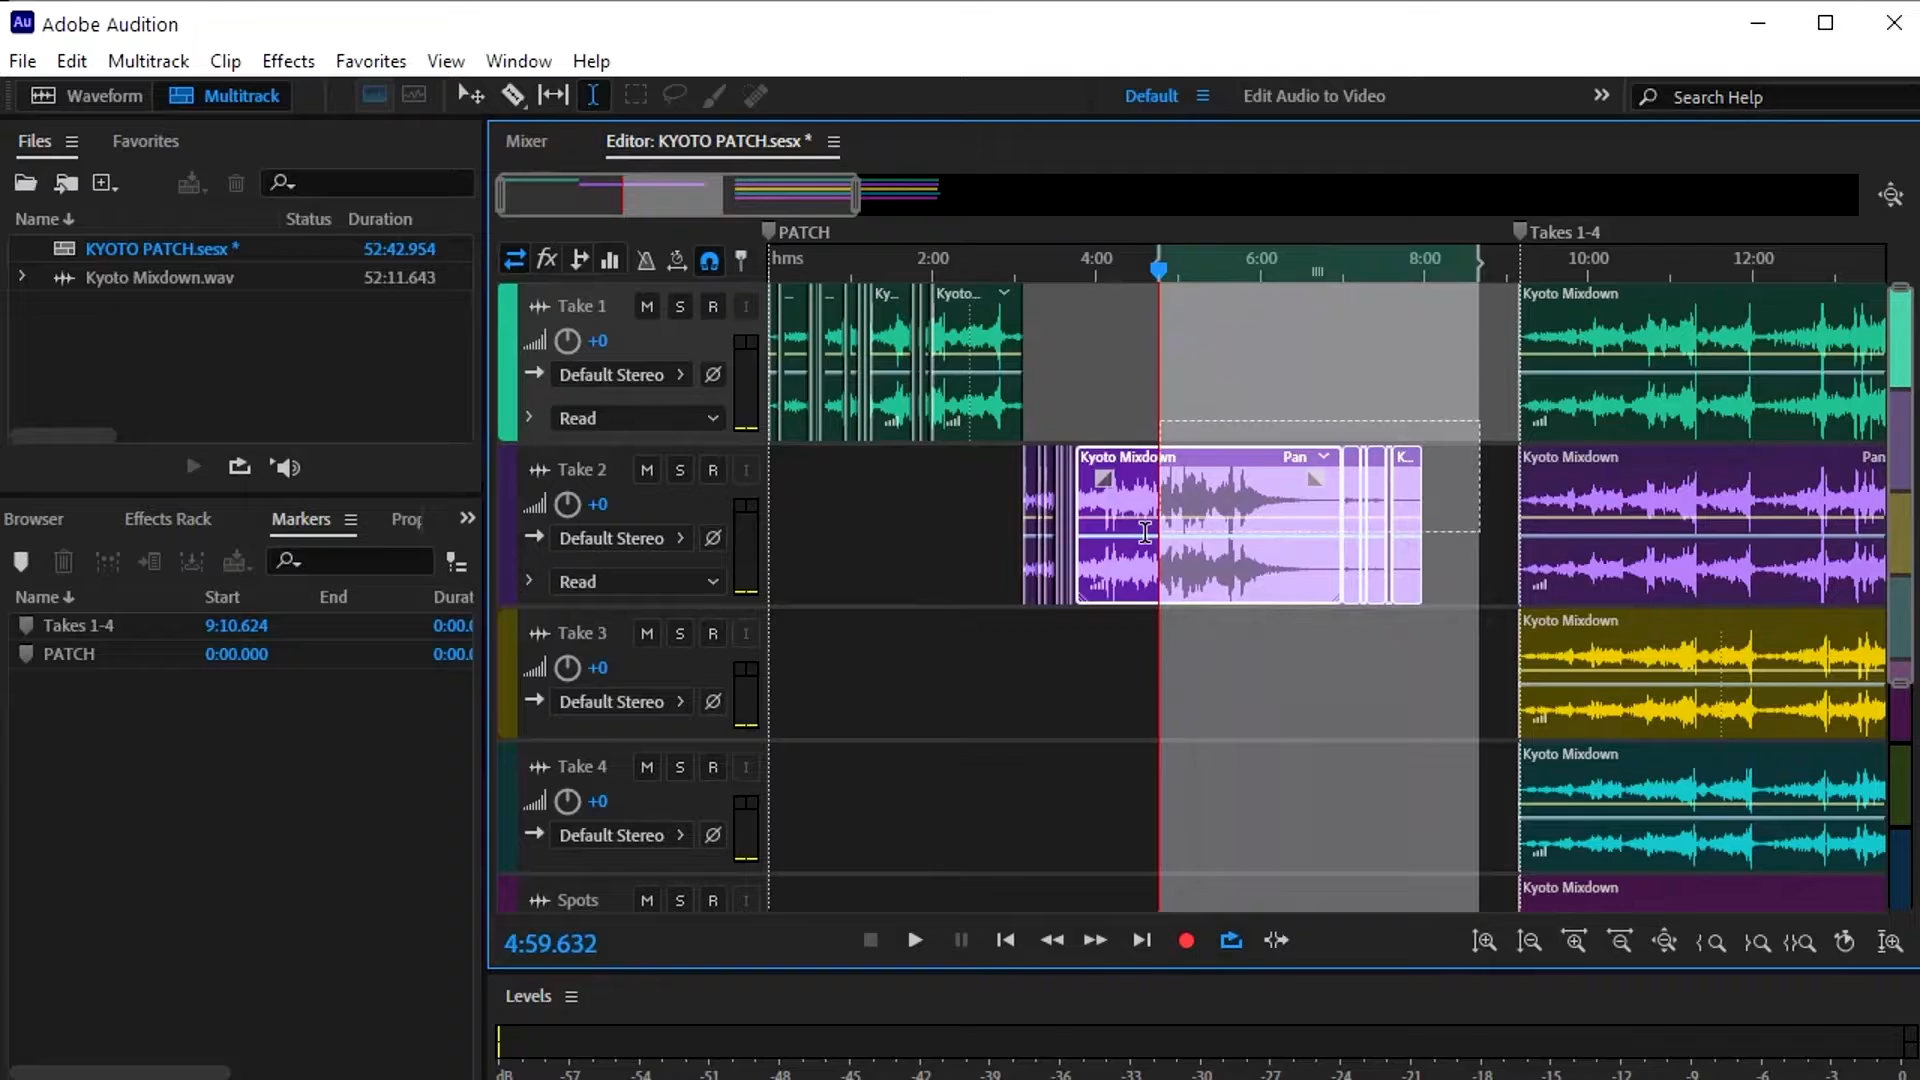 Au Adobe Audition
File Edit Multitrack Clip Effects Favorites View Window Help
Waveform Multitrack Default Edit Audio to Video Search Help
Files Favorites
Name Status Duration
KYOTO PATCH.sesx * 52:42.954
Kyoto Mixdown.wav 52:11.643
Browser Effects Rack Markers
Name Start End
Takes 1-4 9:10.624
PATCH 0:00.000
Mixer Editor: KYOTO PATCH.sesx *
PATCH Takes 1-4
hms 2:00 4:00 6:00 8:00 10:00 12:00
Take 1 M S R I
+0
Default Stereo
Read
Ky... Kyoto... Kyoto Mixdown
Take 2 M S R I
+0
Default Stereo
Read
Kyoto Mixdown Pan K... Kyoto Mixdown Pan
Take 3 M S R I
+0
Default Stereo
Kyoto Mixdown
Take 4 M S R I
+0
Default Stereo
Kyoto Mixdown
Spots M S R I
Kyoto Mixdown
4:59.632
Levels
dB -57 -54 -51 -48 -45 -42 -39 -36 -33 -30 -27 -24 -21 -18 -15 -12 -9 -6 -3 0